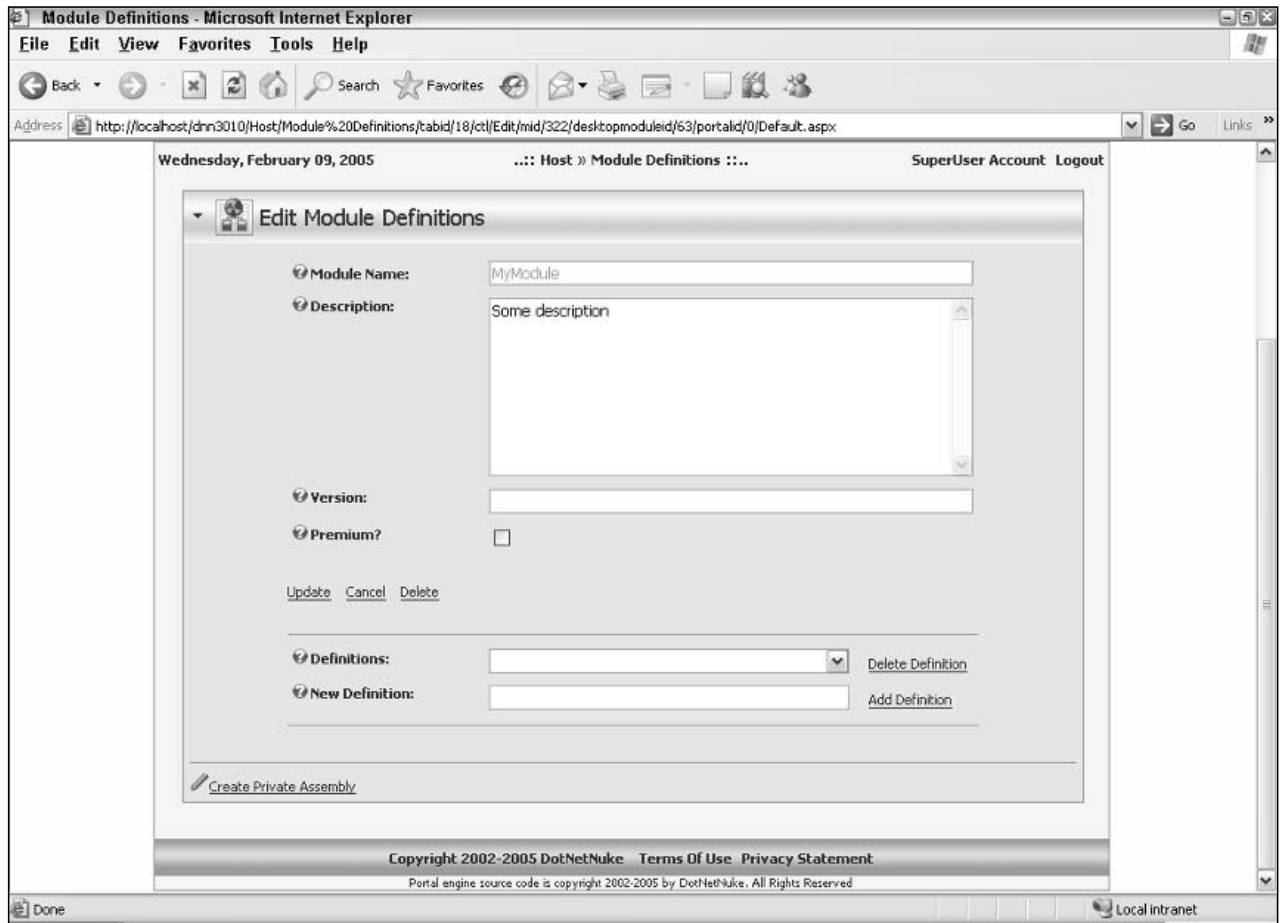 Module Definitions - Microsoft Internet Explorer
File Edit View Favorites Tools Help
Back Search Favorites
Address http://localhost/dnn3010/Host/Module%20Definitions/tabid/18/ctl/Edit/mid/322/desktopmoduleid/63/portalid/0/Default.aspx Go Links »
Wednesday, February 09, 2005 ..:: Host » Module Definitions ::.. SuperUser Account Logout
Edit Module Definitions
Module Name: MyModule
Description: Some description
Version:
Premium?
Update Cancel Delete
Definitions: Delete Definition
New Definition: Add Definition
Create Private Assembly
Copyright 2002-2005 DotNetNuke Terms Of Use Privacy Statement
Portal engine source code is copyright 2002-2005 by DotNetNuke. All Rights Reserved
Done Local intranet